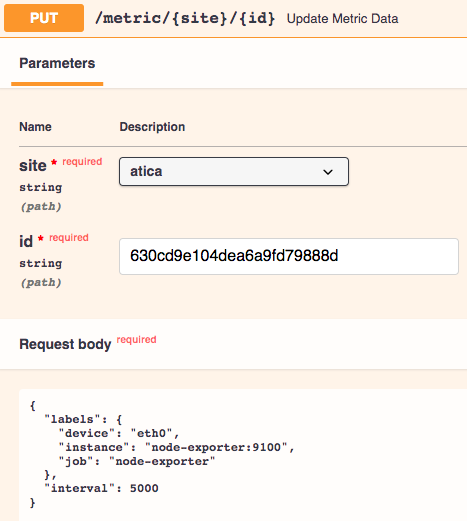 PUT /metric/{site}/{id} Update Metric Data
Parameters
Name Description
site * required
string
(path)
atica
id * required
string
(path)
630cd9e104dea6a9fd79888d
Request body required
{
  "labels": {
    "device": "eth0",
    "instance": "node-exporter:9100",
    "job": "node-exporter"
  },
  "interval": 5000
}